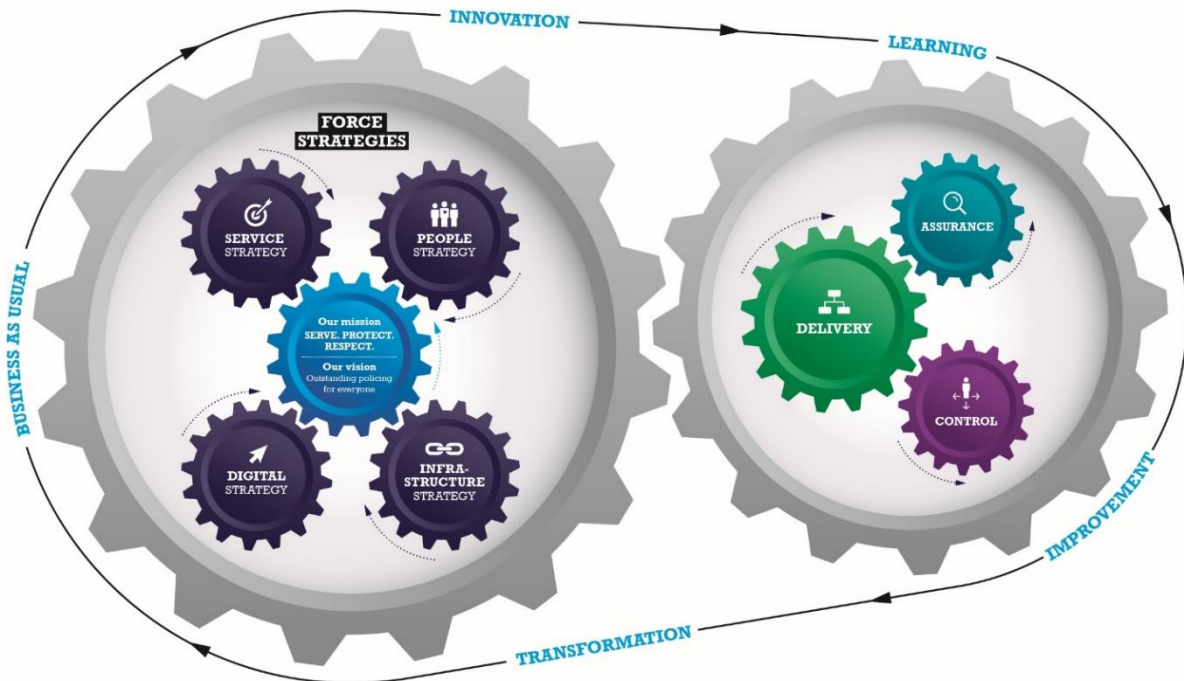 INNOVATION
LEARNING
FORCE
STRATEGIES
SERVICE
STRATEGY
PEOPLE
STRATEGY
Our mission
SERVE. PROTECT.
RESPECT.
Our vision
Outstanding policing
for everyone
DIGITAL
STRATEGY
INFRA-
STRUCTURE
STRATEGY
ASSURANCE
DELIVERY
CONTROL
IMPROVEMENT
TRANSFORMATION
BUSINESS AS USUAL